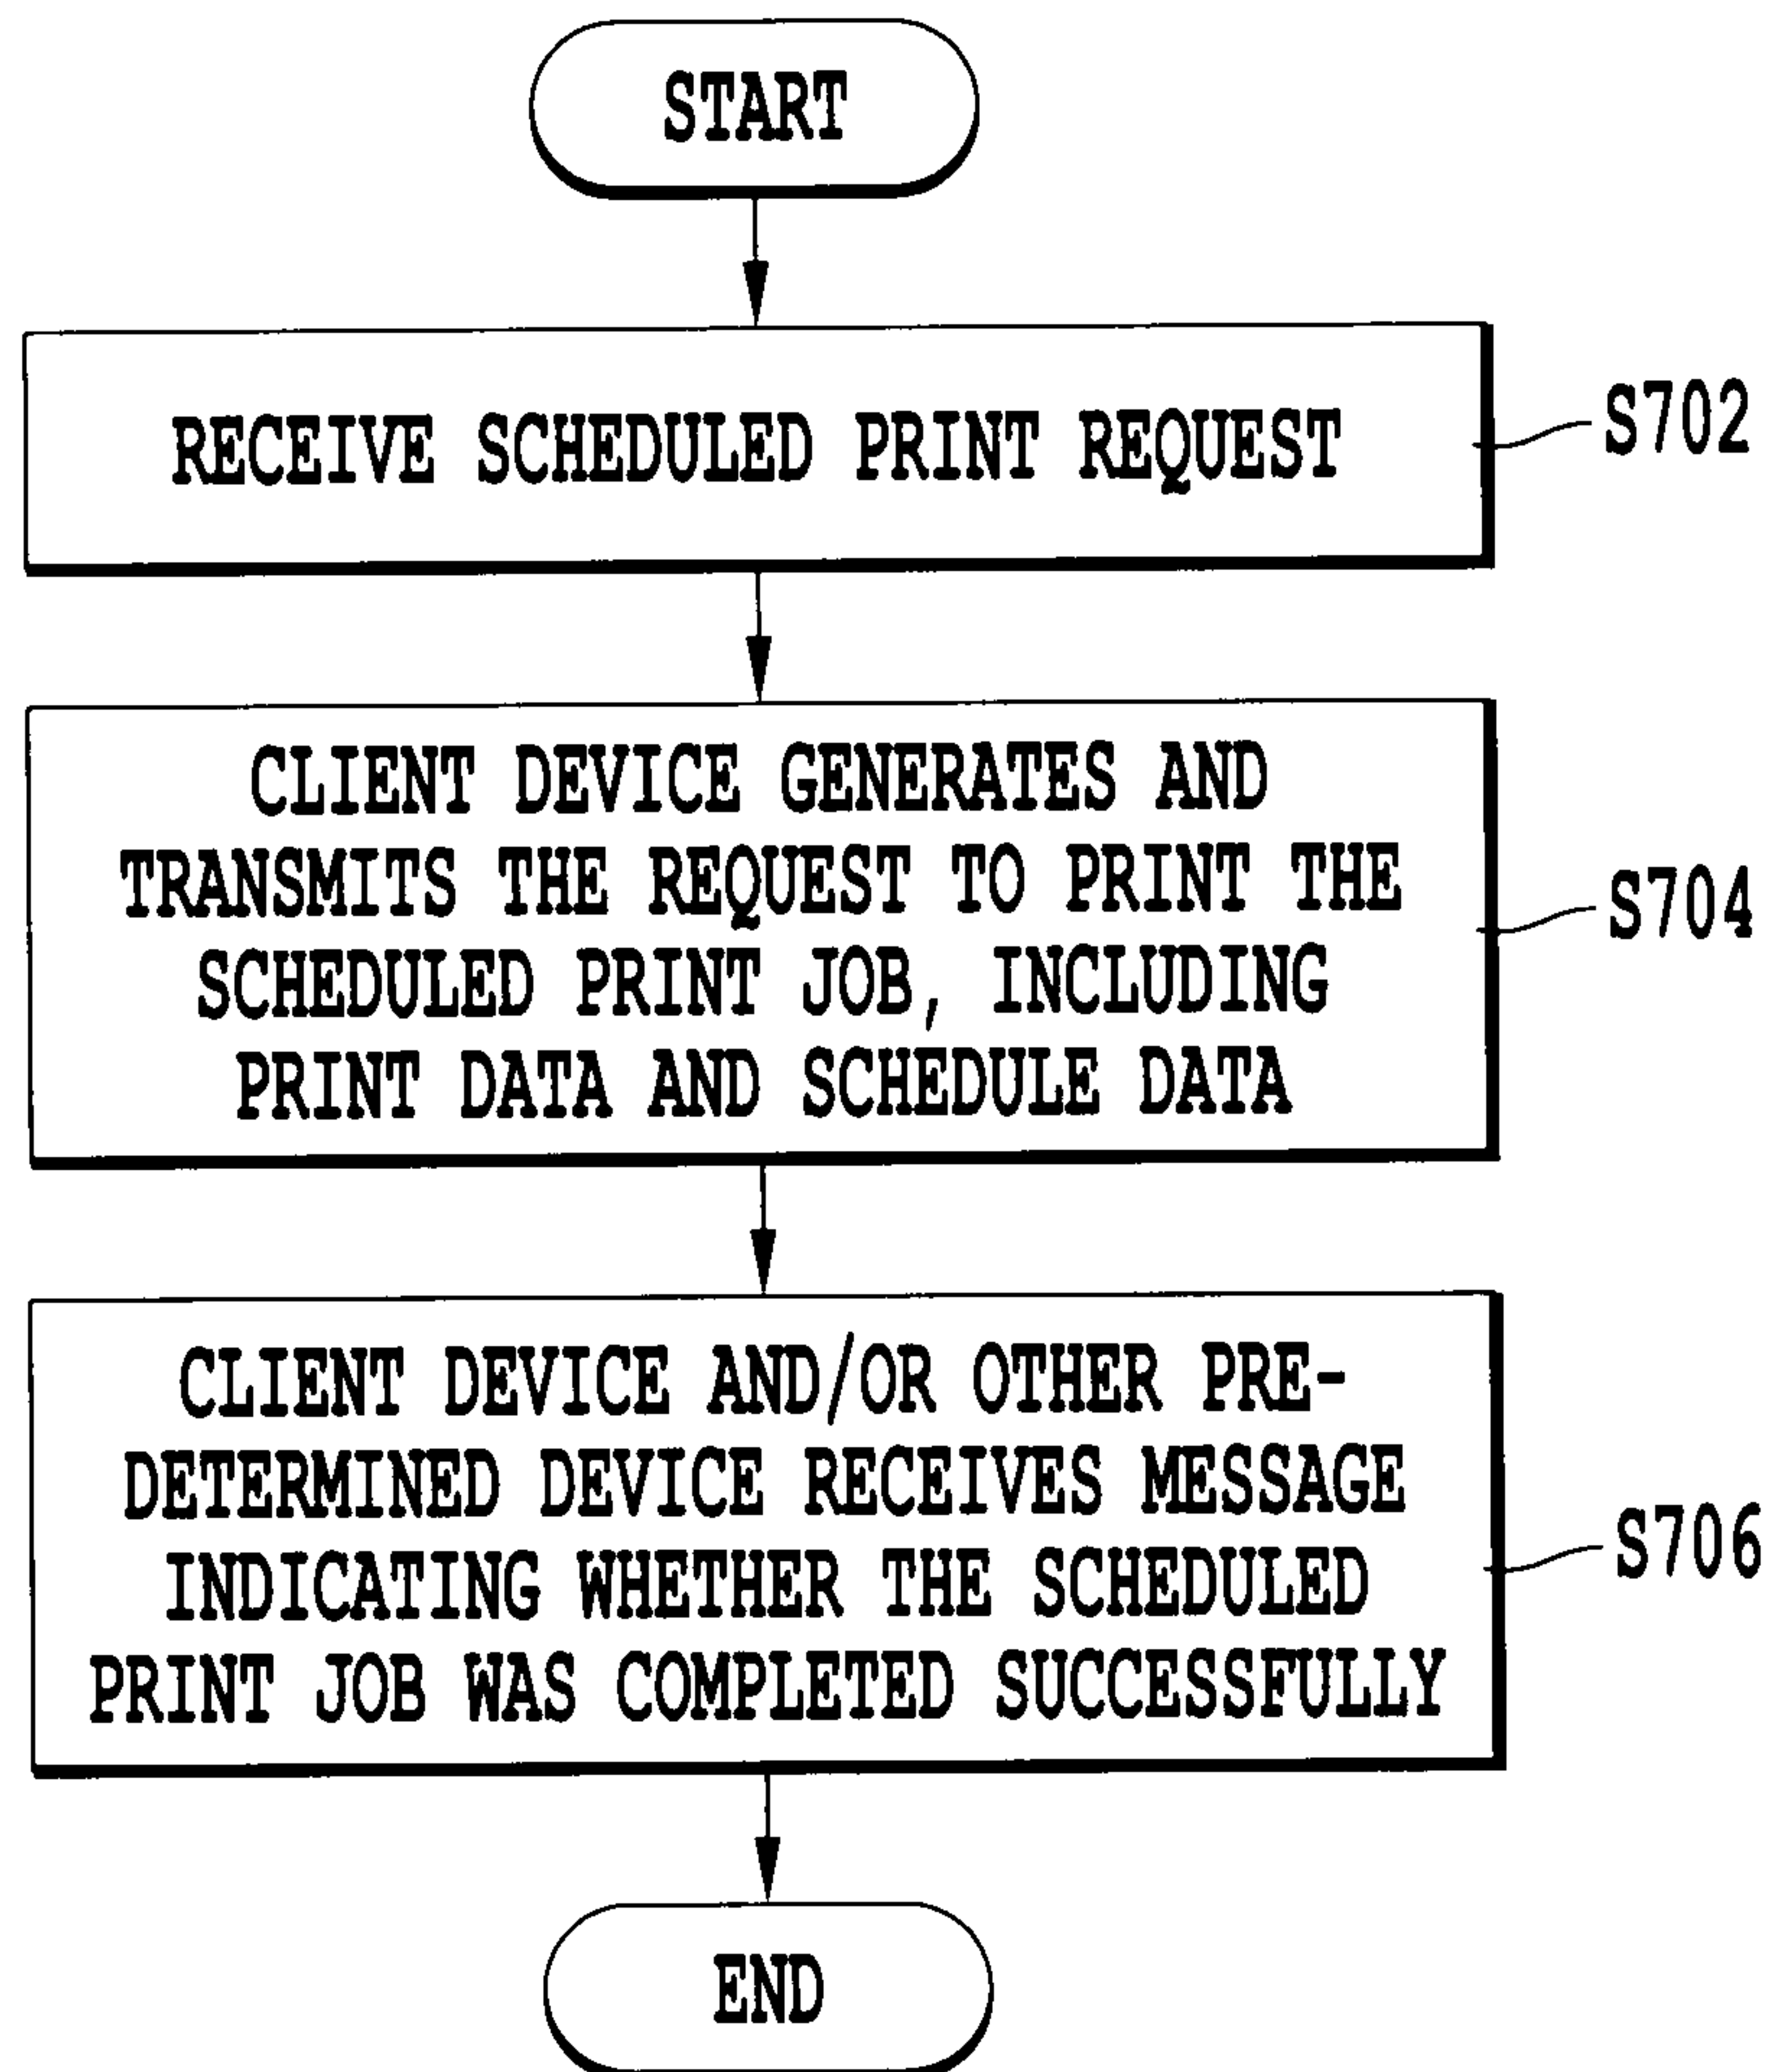 START
RECEIVE SCHEDULED PRINT REQUEST
S702
CLIENT DEVICE GENERATES AND
TRANSMITS THE REQUEST TO PRINT THE
SCHEDULED PRINT JOB, INCLUDING
PRINT DATA AND SCHEDULE DATA
S704
CLIENT DEVICE AND/OR OTHER PRE-
DETERMINED DEVICE RECEIVES MESSAGE
INDICATING WHETHER THE SCHEDULED
PRINT JOB WAS COMPLETED SUCCESSFULLY
S706
END